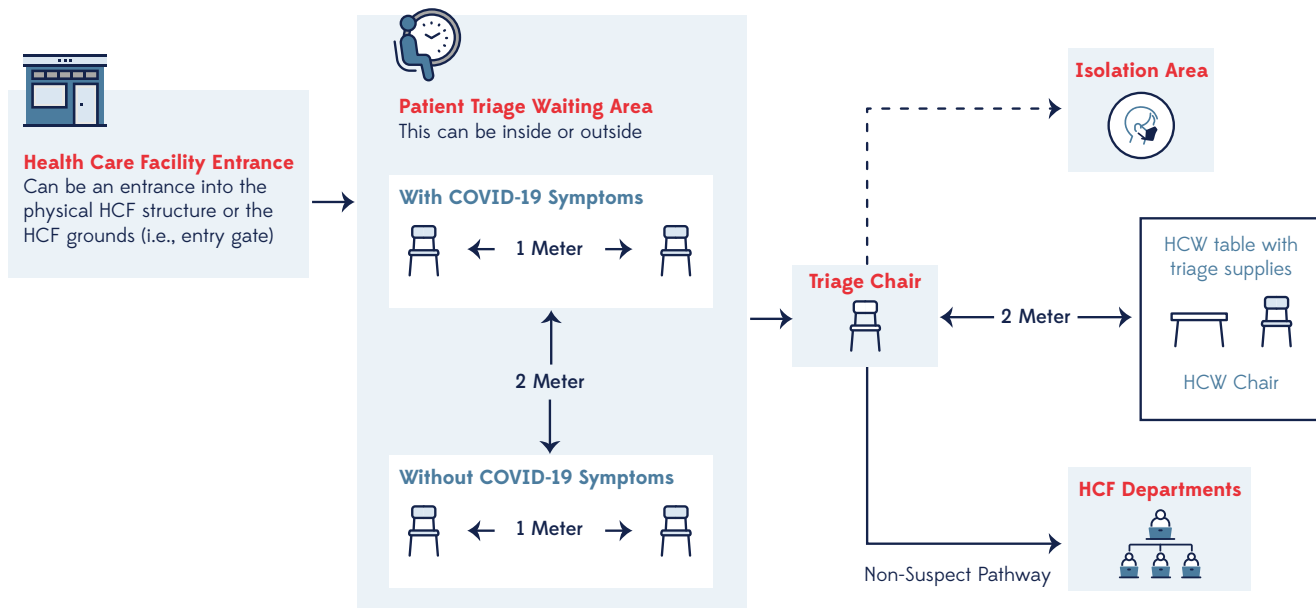 Health Care Facility Entrance
Can be an entrance into the
physical HCF structure or the
HCF grounds (i.e., entry gate)
Patient Triage Waiting Area
This can be inside or outside
With COVID-19 Symptoms
1 Meter
2 Meter
Without COVID-19 Symptoms
1 Meter
Triage Chair
Isolation Area
2 Meter
HCW table with
triage supplies
HCW Chair
HCF Departments
Non-Suspect Pathway